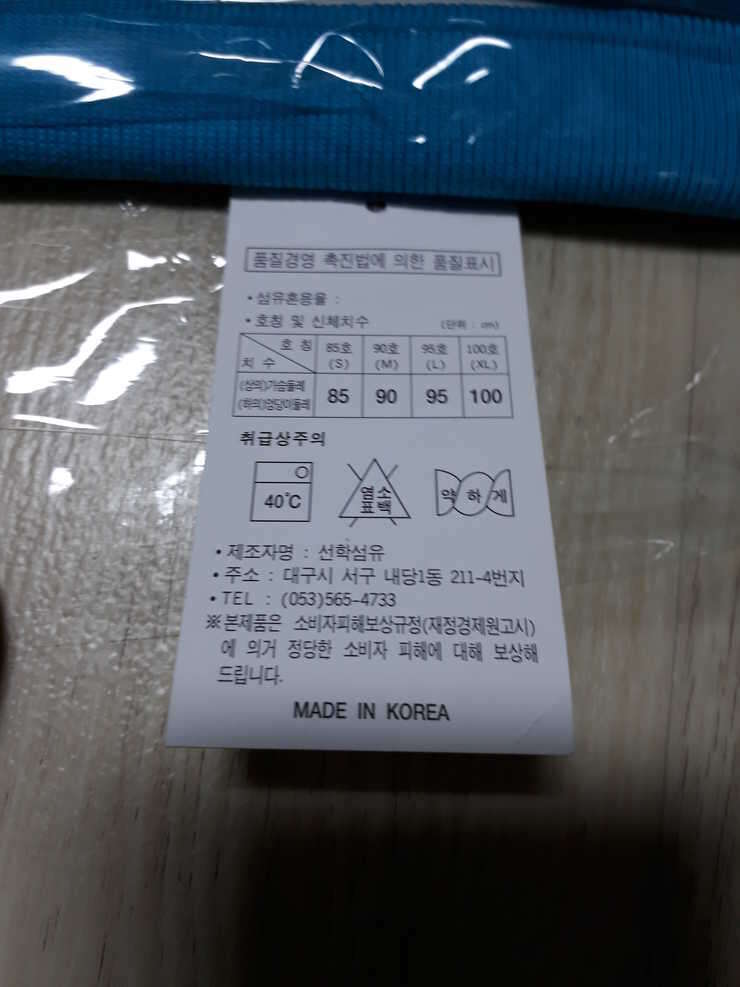 품질경영 촉진법에 의한 품질표시
• 섬유혼용율 :
• 호칭 및 신체치수 (단위 : cm)
호 칭 85호 90호 95호 100호
치 수 (S) (M) (L) (XL)
(상의)가슴둘레 85 90 95 100
(하의)엉덩이둘레
취급상주의
40℃ 염소 약 하 게
표백
• 제조자명 : 선학섬유
• 주소 : 대구시 서구 내당1동 211-4번지
• TEL : (053)565-4733
※ 본제품은 소비자피해보상규정(재정경제원고시)
에 의거 정당한 소비자 피해에 대해 보상해
드립니다.
MADE IN KOREA